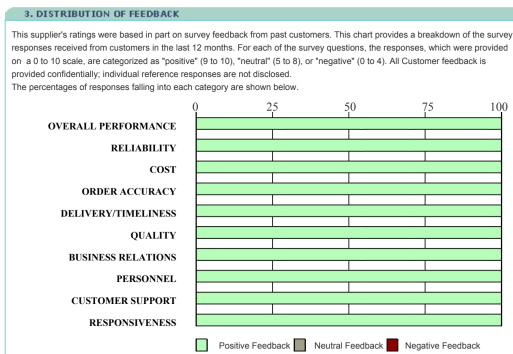 3. DISTRIBUTION OF FEEDBACK
This supplier's ratings were based in part on survey feedback from past customers. This chart provides a breakdown of the survey
responses received from customers in the last 12 months. For each of the survey questions, the responses, which were provided
on a 0 to 10 scale, are categorized as "positive" (9 to 10), "neutral" (5 to 8), or "negative" (0 to 4). All Customer feedback is
provided confidentially; individual reference responses are not disclosed.
The percentages of responses falling into each category are shown below.
0 25 50 75 100
OVERALL PERFORMANCE
RELIABILITY
COST
ORDER ACCURACY
DELIVERY/TIMELINESS
QUALITY
BUSINESS RELATIONS
PERSONNEL
CUSTOMER SUPPORT
RESPONSIVENESS
Positive Feedback Neutral Feedback Negative Feedback